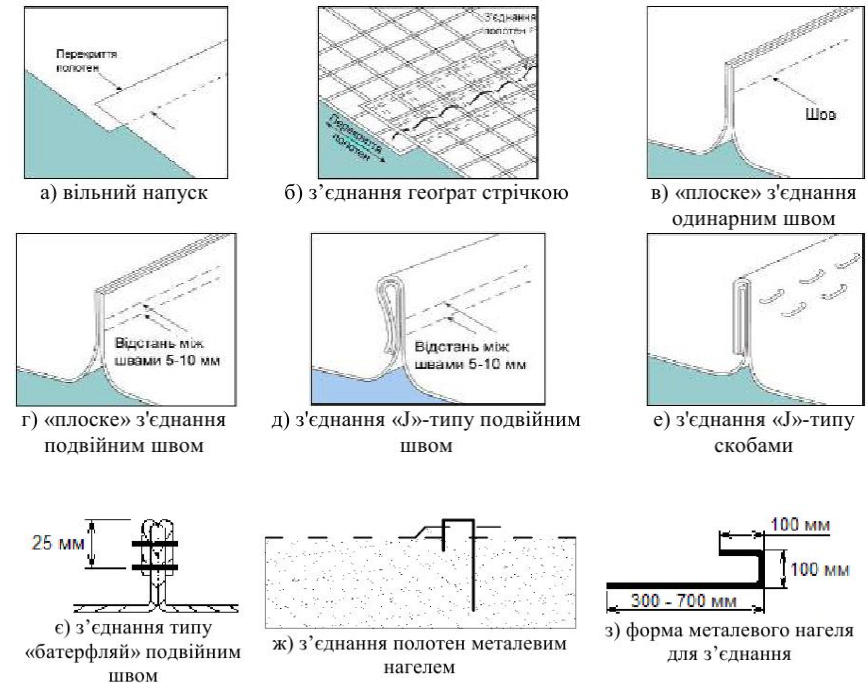 Перекриття
полотен
а) вільний напуск
З'єднання
полотен
Перекриття
полотен
б) з’єднання геоґрат стрічкою
Шов
в) «плоске» з'єднання
одинарним швом
Відстань між
швами 5-10 мм
г) «плоске» з'єднання
подвійним швом
Відстань між
швами 5-10 мм
д) з'єднання «J»-типу подвійним
швом
е) з'єднання «J»-типу
скобами
25 мм
є) з’єднання типу
«батерфляй» подвійним
швом
ж) з’єднання полотен металевим
нагелем
100 мм
100 мм
300 - 700 мм
з) форма металевого нагеля
для з’єднання